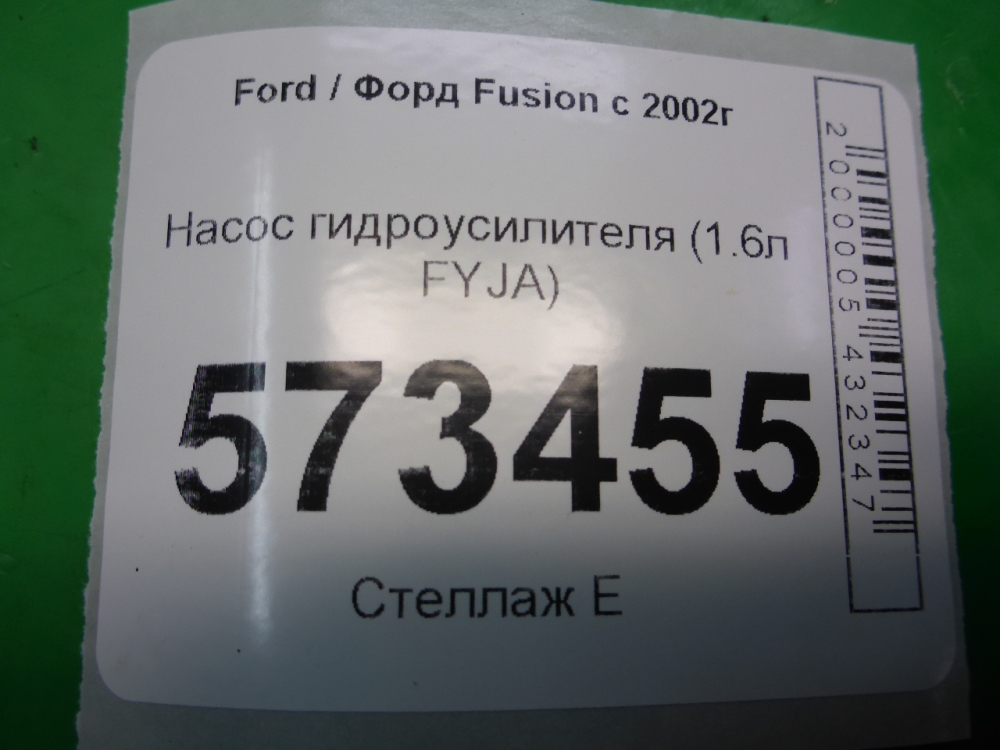 Ford / Форд Fusion с 2002г
Насос гидроусилителя (1.6л
FYJA)
573455
Стеллаж Е
2000005432347